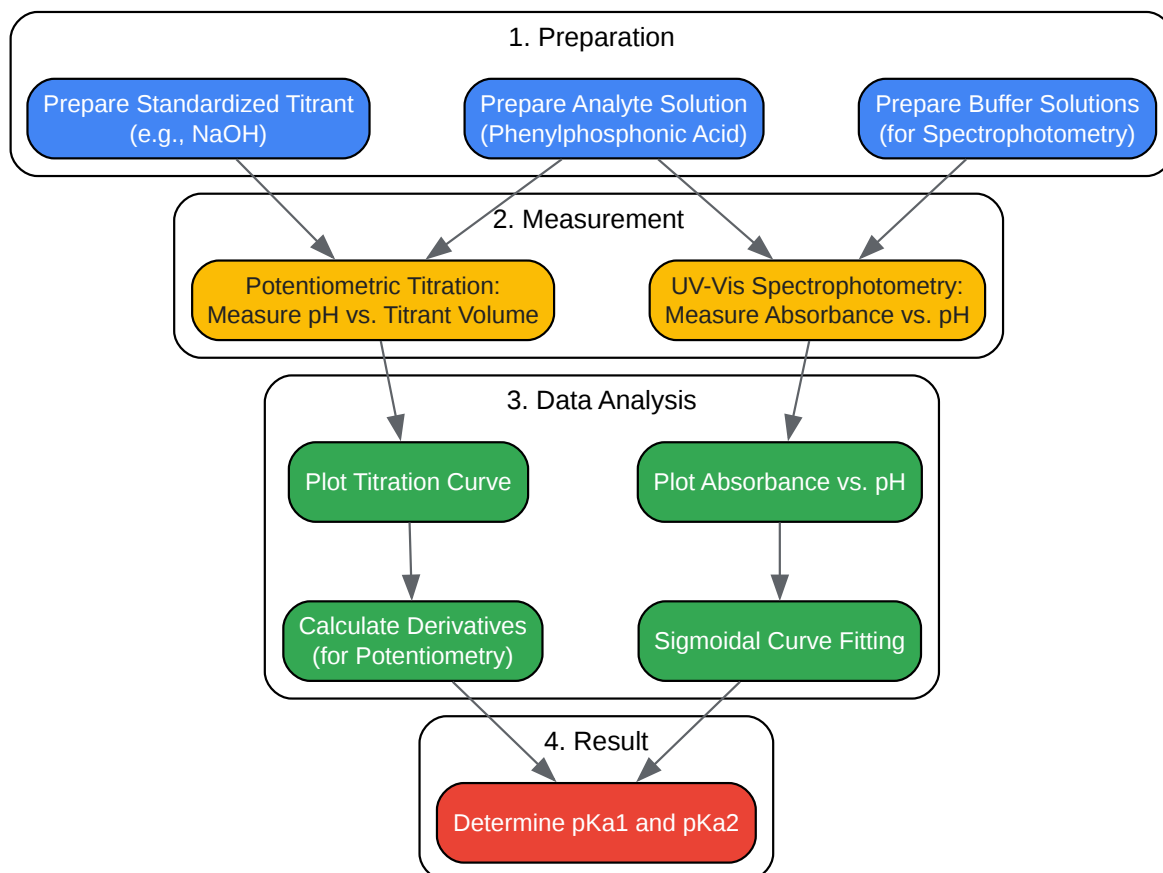 1. Preparation
Prepare Standardized Titrant
(e.g., NaOH)
Prepare Analyte Solution
(Phenylphosphonic Acid)
Prepare Buffer Solutions
(for Spectrophotometry)
2. Measurement
Potentiometric Titration:
Measure pH vs. Titrant Volume
UV-Vis Spectrophotometry:
Measure Absorbance vs. pH
3. Data Analysis
Plot Titration Curve
Plot Absorbance vs. pH
Calculate Derivatives
(for Potentiometry)
Sigmoidal Curve Fitting
4. Result
Determine pKa1 and pKa2